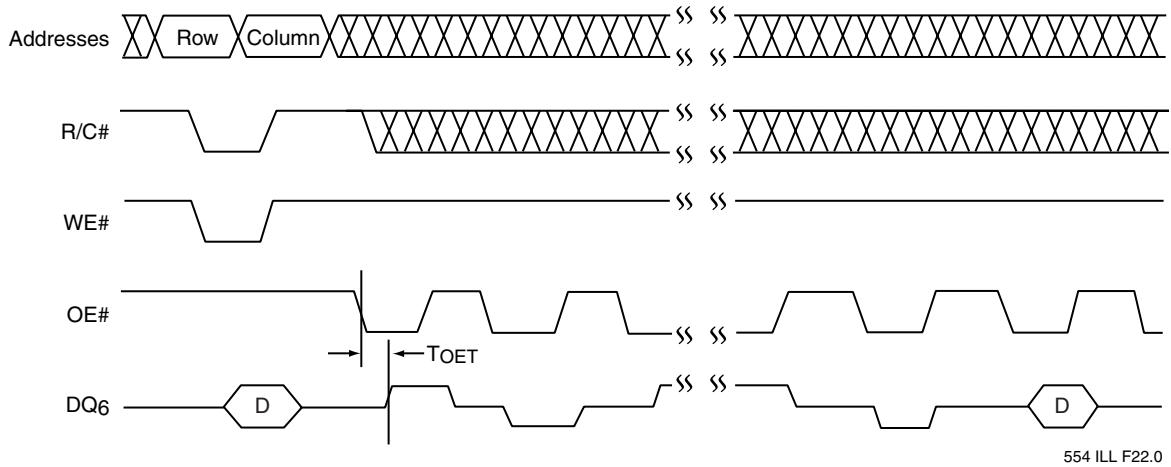 Addresses Row Column
R/C#
WE#
OE#
TOET
DQ6 D D
554 ILL F22.0